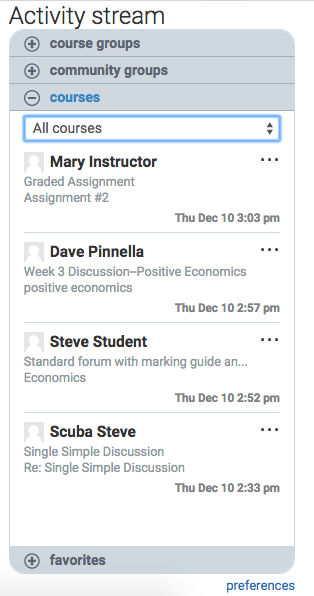 Activity stream
course groups
community groups
courses
All courses
Mary Instructor ...
Graded Assignment
Assignment #2
Thu Dec 10 3:03 pm
Dave Pinnella ...
Week 3 Discussion--Positive Economics
positive economics
Thu Dec 10 2:57 pm
Steve Student ...
Standard forum with marking guide an...
Economics
Thu Dec 10 2:52 pm
Scuba Steve ...
Single Simple Discussion
Re: Single Simple Discussion
Thu Dec 10 2:33 pm
favorites
preferences